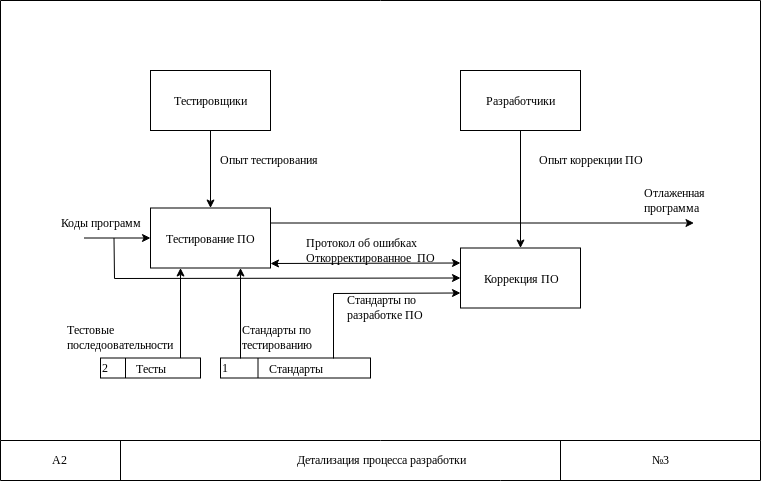 Тестировщики
Разработчики
Опыт тестирования
Опыт коррекции ПО
Отлаженная
программа
Коды программ
Тестирование ПО
Протокол об ошибках
Откорректированное ПО
Коррекция ПО
Стандарты по
разработке ПО
Тестовые
последоовательности
Стандарты по
тестированию
2 Тесты
1 Стандарты
А2
Детализация процесса разработки
№3